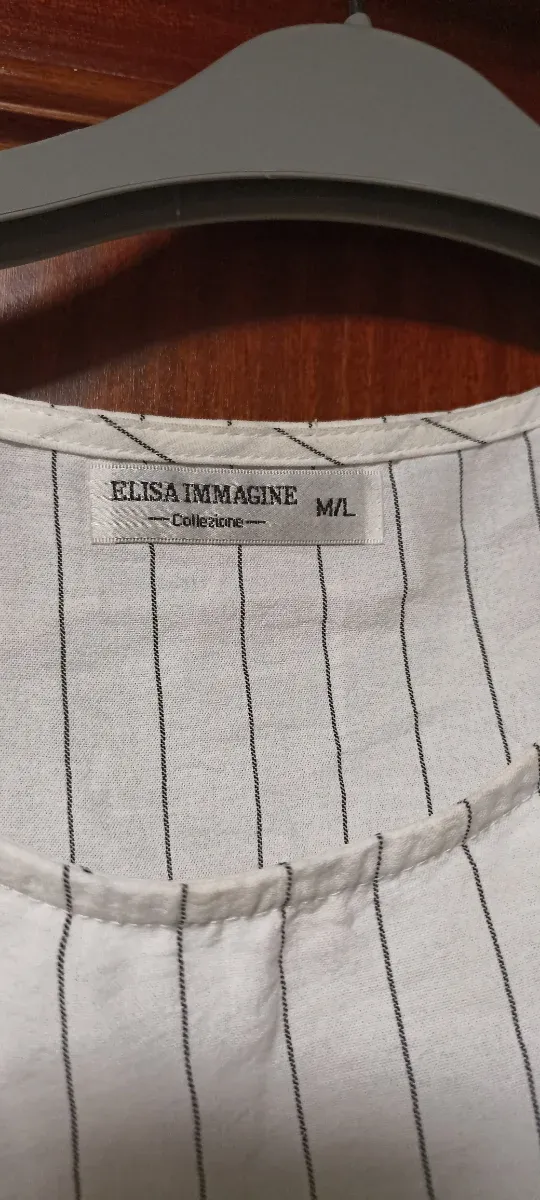 ELISA IMMAGINE
— Collezione —
M/L